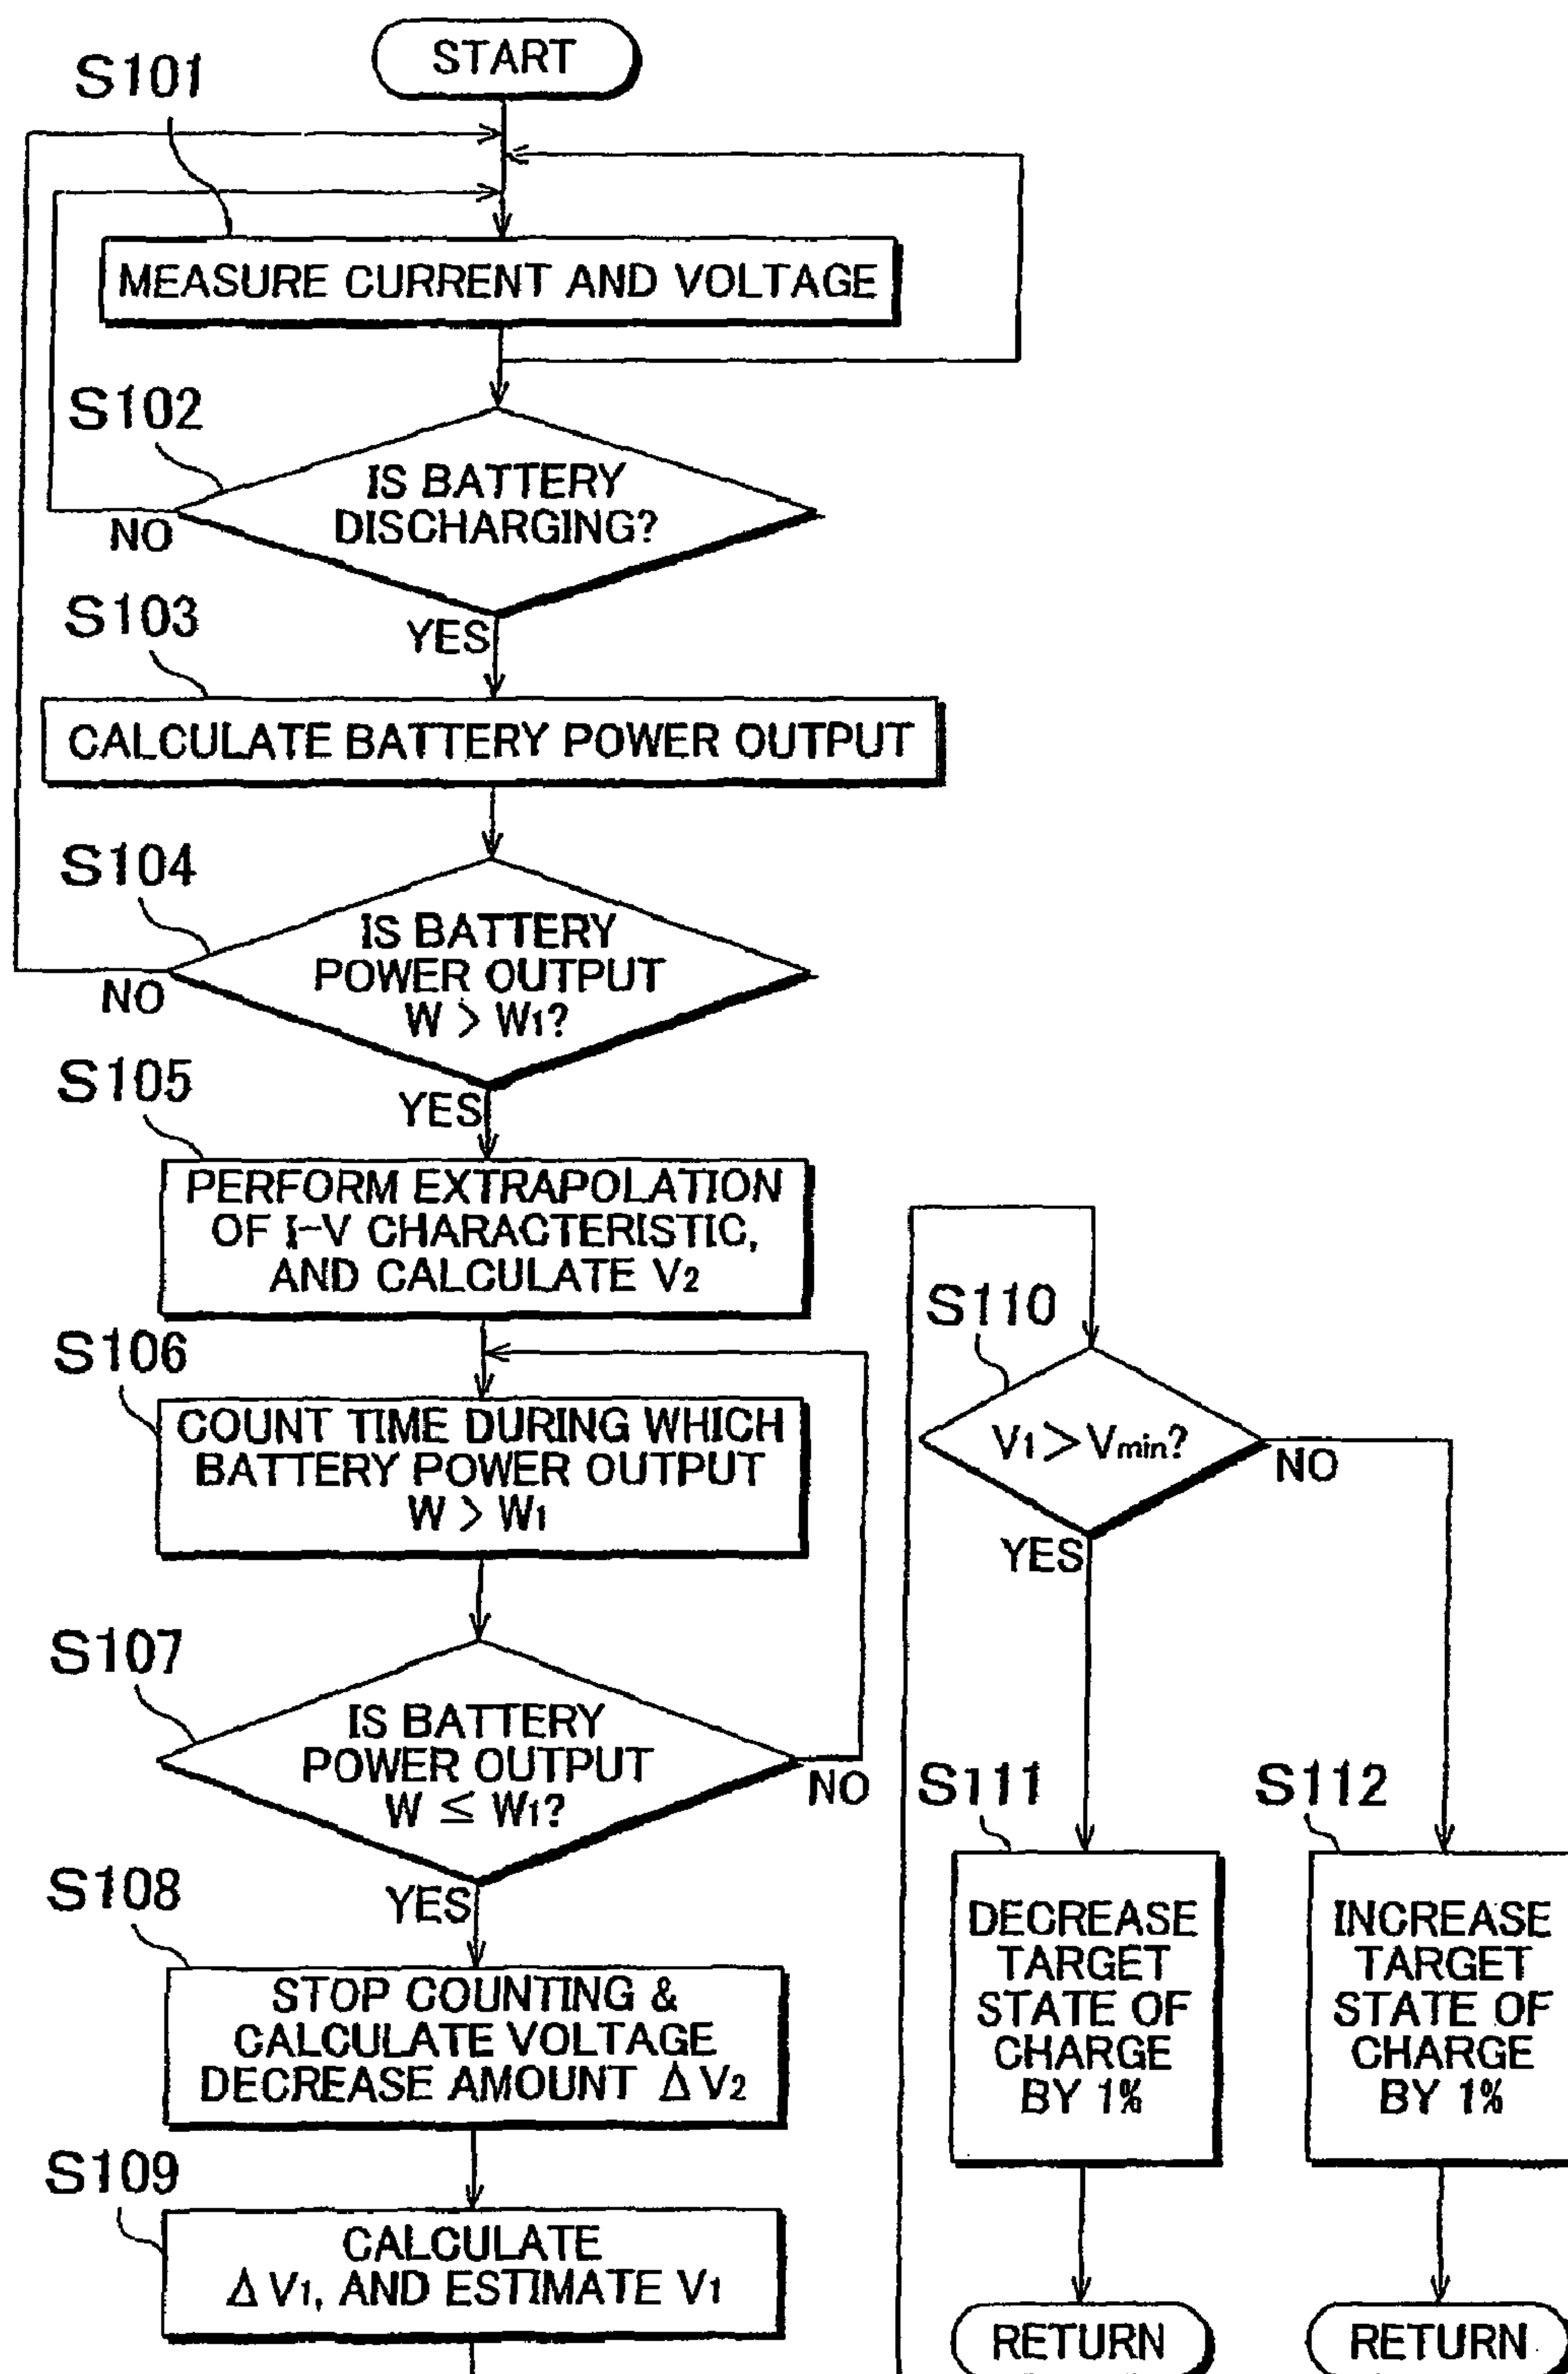 START
S101
MEASURE CURRENT AND VOLTAGE
S102
IS BATTERY
DISCHARGING?
NO
YES
S103
CALCULATE BATTERY POWER OUTPUT
S104
IS BATTERY
POWER OUTPUT
W > W1?
NO
YES
S105
PERFORM EXTRAPOLATION
OF I-V CHARACTERISTIC,
AND CALCULATE V2
S106
COUNT TIME DURING WHICH
BATTERY POWER OUTPUT
W > W1
S107
IS BATTERY
POWER OUTPUT
W ≤ W1?
NO
YES
S108
STOP COUNTING &
CALCULATE VOLTAGE
DECREASE AMOUNT ΔV2
S109
CALCULATE
ΔV1, AND ESTIMATE V1
S110
V1 > Vmin?
NO
YES
S111
DECREASE
TARGET
STATE OF
CHARGE
BY 1%
RETURN
S112
INCREASE
TARGET
STATE OF
CHARGE
BY 1%
RETURN